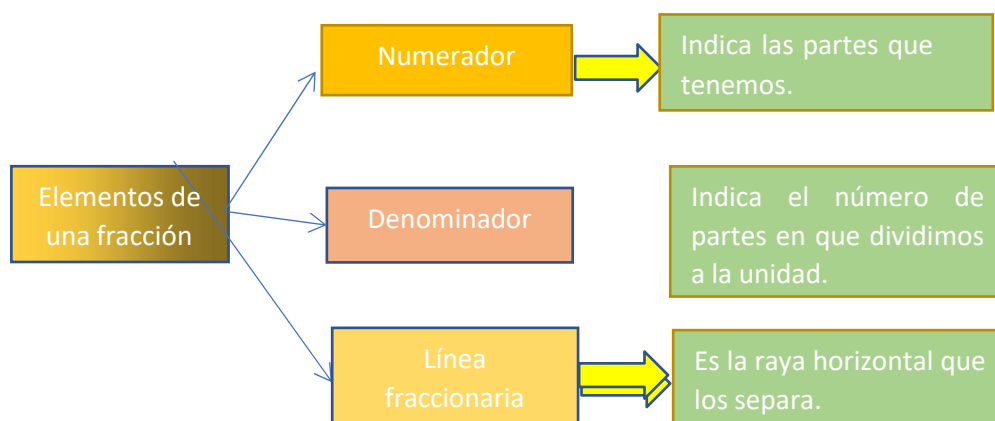 Numerador
Indica las partes que
tenemos.
Elementos de
una fracción
Denominador
Indica el número de
partes en que dividimos
a la unidad.
Línea
fraccionaria
Es la raya horizontal que
los separa.